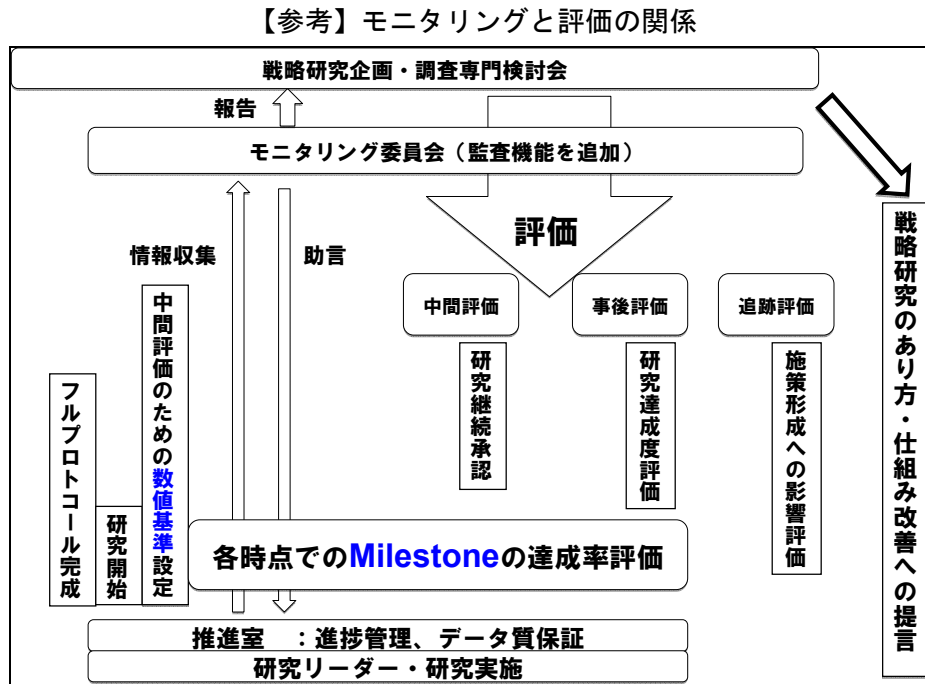 【参考】モニタリングと評価の関係
戦略研究企画・調査専門検討会
報告
モニタリング委員会（監査機能を追加）
評価
情報収集
助言
中間評価
事後評価
追跡評価
フルプロトコール完成
研究開始
中間評価のための数値基準設定
研究継続承認
研究達成度評価
施策形成への影響評価
戦略研究のあり方・仕組み改善への提言
各時点でのMilestoneの達成率評価
推進室　：進捗管理、データ質保証
研究リーダー・研究実施